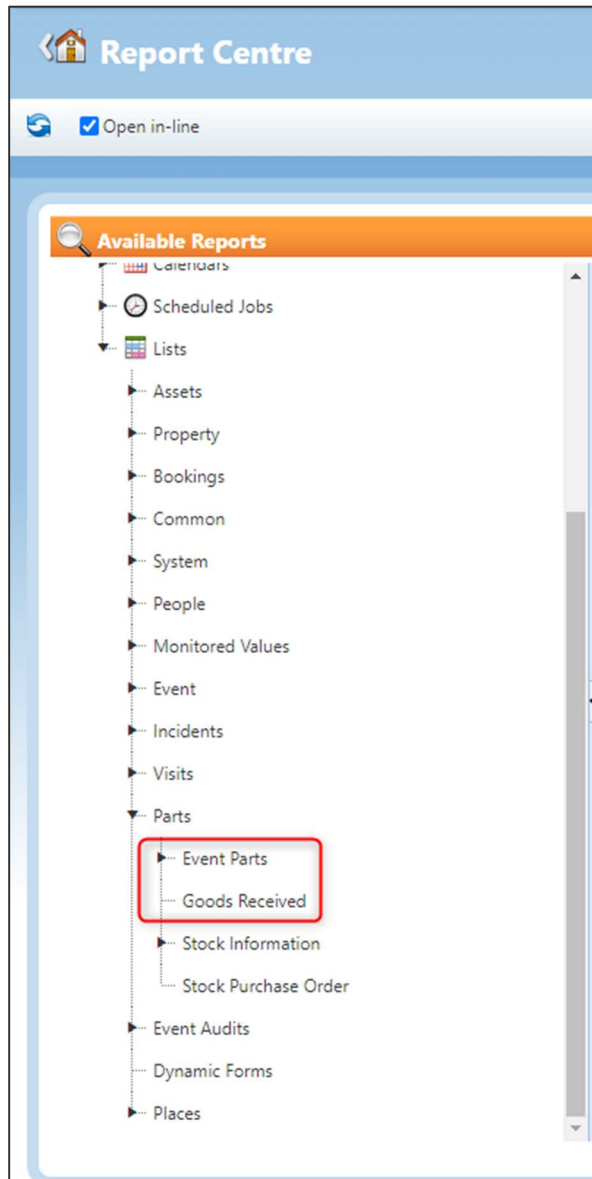 Report Centre
Open in-line
Available Reports
Calendars
Scheduled Jobs
Lists
Assets
Property
Bookings
Common
System
People
Monitored Values
Event
Incidents
Visits
Parts
Event Parts
Goods Received
Stock Information
Stock Purchase Order
Event Audits
Dynamic Forms
Places